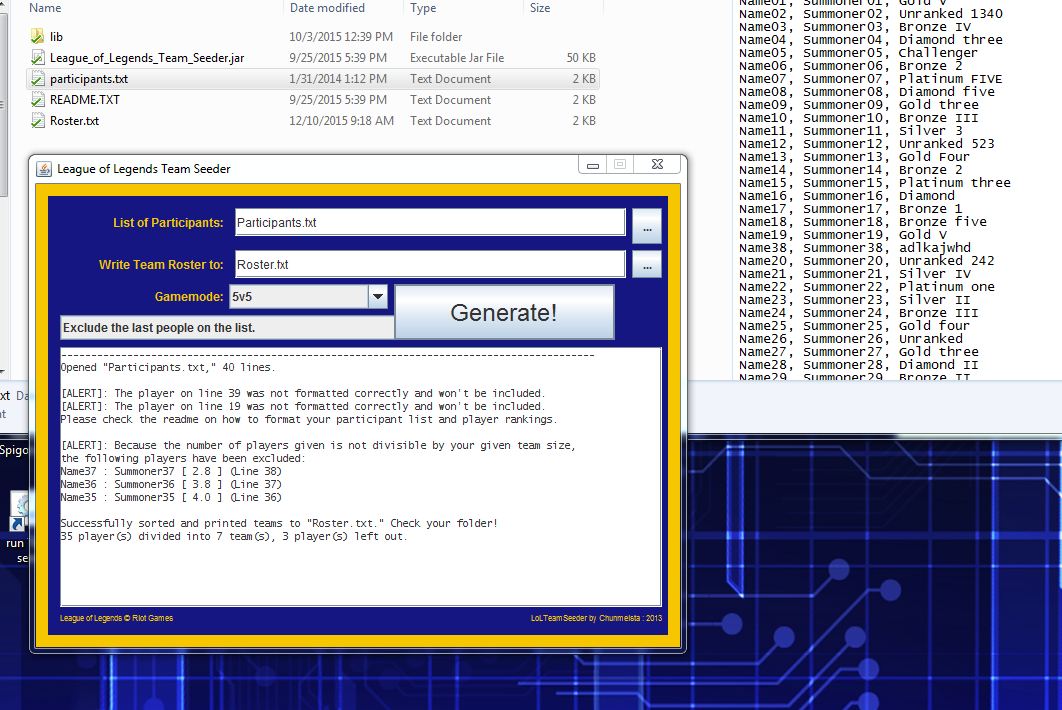 Name Date modified Type Size
lib 10/3/2015 12:39 PM File folder
League_of_Legends_Team_Seeder.jar 9/25/2015 5:39 PM Executable Jar File 50 KB
participants.txt 1/31/2014 1:12 PM Text Document 2 KB
README.TXT 9/25/2015 5:39 PM Text Document 2 KB
Roster.txt 12/10/2015 9:18 AM Text Document 2 KB
League of Legends Team Seeder
List of Participants: Participants.txt ...
Write Team Roster to: Roster.txt ...
Gamemode: 5v5
Generate!
Exclude the last people on the list.
Opened "Participants.txt," 40 lines.
[ALERT]: The player on line 39 was not formatted correctly and won't be included.
[ALERT]: The player on line 19 was not formatted correctly and won't be included.
Please check the readme on how to format your participant list and player rankings.
[ALERT]: Because the number of players given is not divisible by your given team size,
the following players have been excluded:
Name37 : Summoner37 [ 2.8 ] (Line 38)
Name36 : Summoner36 [ 3.8 ] (Line 37)
Name35 : Summoner35 [ 4.0 ] (Line 36)
Successfully sorted and printed teams to "Roster.txt." Check your folder!
35 player(s) divided into 7 team(s), 3 player(s) left out.
League of Legends © Riot Games
LoLTeamSeeder by Chunmeista : 2013
Name01, Summoner01, Gold V
Name02, Summoner02, Unranked 1340
Name03, Summoner03, Bronze IV
Name04, Summoner04, Diamond three
Name05, Summoner05, Challenger
Name06, Summoner06, Bronze 2
Name07, Summoner07, Platinum FIVE
Name08, Summoner08, Diamond five
Name09, Summoner09, Gold three
Name10, Summoner10, Bronze III
Name11, Summoner11, Silver 3
Name12, Summoner12, Unranked 523
Name13, Summoner13, Gold Four
Name14, Summoner14, Bronze 2
Name15, Summoner15, Platinum three
Name16, Summoner16, Diamond
Name17, Summoner17, Bronze 1
Name18, Summoner18, Bronze five
Name19, Summoner19, Gold V
Name38, Summoner38, adlkajwhd
Name20, Summoner20, Unranked 242
Name21, Summoner21, Silver IV
Name22, Summoner22, Platinum one
Name23, Summoner23, Silver II
Name24, Summoner24, Bronze III
Name25, Summoner25, Gold four
Name26, Summoner26, Unranked
Name27, Summoner27, Gold three
Name28, Summoner28, Diamond II
Name29, Summoner29, Bronze II
xt Da
nt
Spigo
run
se